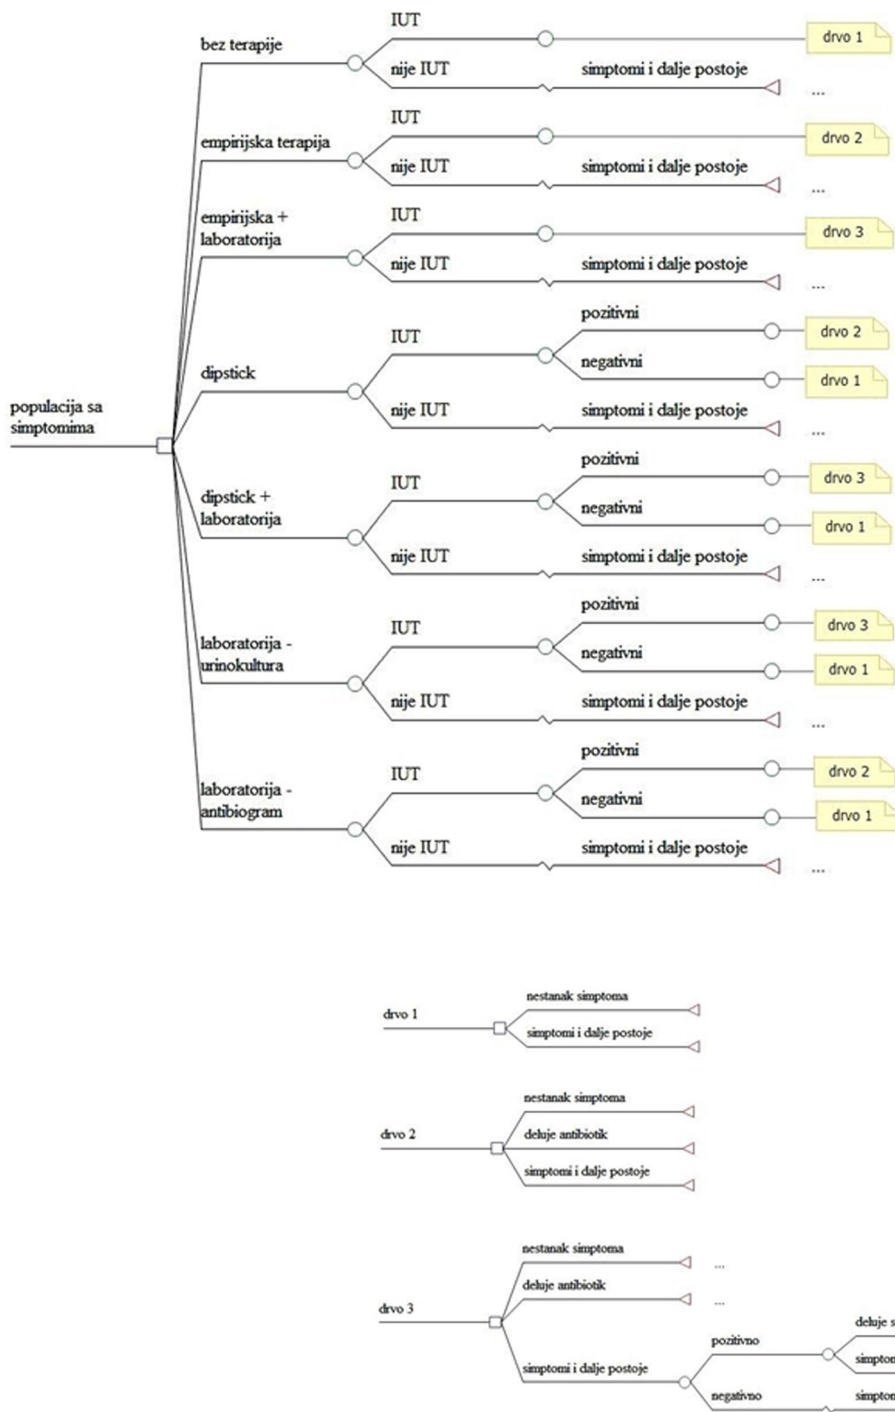 IUT
bez terapije
drvo 1
nije IUT
simptomi i dalje postoje
...
IUT
empirijska terapija
drvo 2
nije IUT
simptomi i dalje postoje
...
empirijska +
laboratorija
IUT
drvo 3
nije IUT
simptomi i dalje postoje
...
pozitivni
IUT
drvo 2
negativni
dipstick
drvo 1
populacija sa
simptomima
nije IUT
simptomi i dalje postoje
...
pozitivni
IUT
drvo 3
dipstick +
laboratorija
negativni
drvo 1
nije IUT
simptomi i dalje postoje
...
pozitivni
IUT
drvo 3
laboratorija -
urinokultura
negativni
drvo 1
nije IUT
simptomi i dalje postoje
...
pozitivni
IUT
drvo 2
laboratorija -
antibiogram
negativni
drvo 1
nije IUT
simptomi i dalje postoje
...
nestanak simptoma
drvo 1
simptomi i dalje postoje
nestanak simptoma
drvo 2
deluje antibiotik
simptomi i dalje postoje
nestanak simptoma
...
deluje antibiotik
...
drvo 3
simptomi i dalje postoje
pozitivno
deluje s
simptom
negativno
simptom